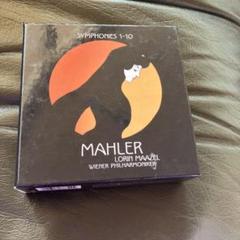 SYMPHONIES 1-10
MAHLER
LORIN MAAZEL
WIENER PHILHARMONIKER